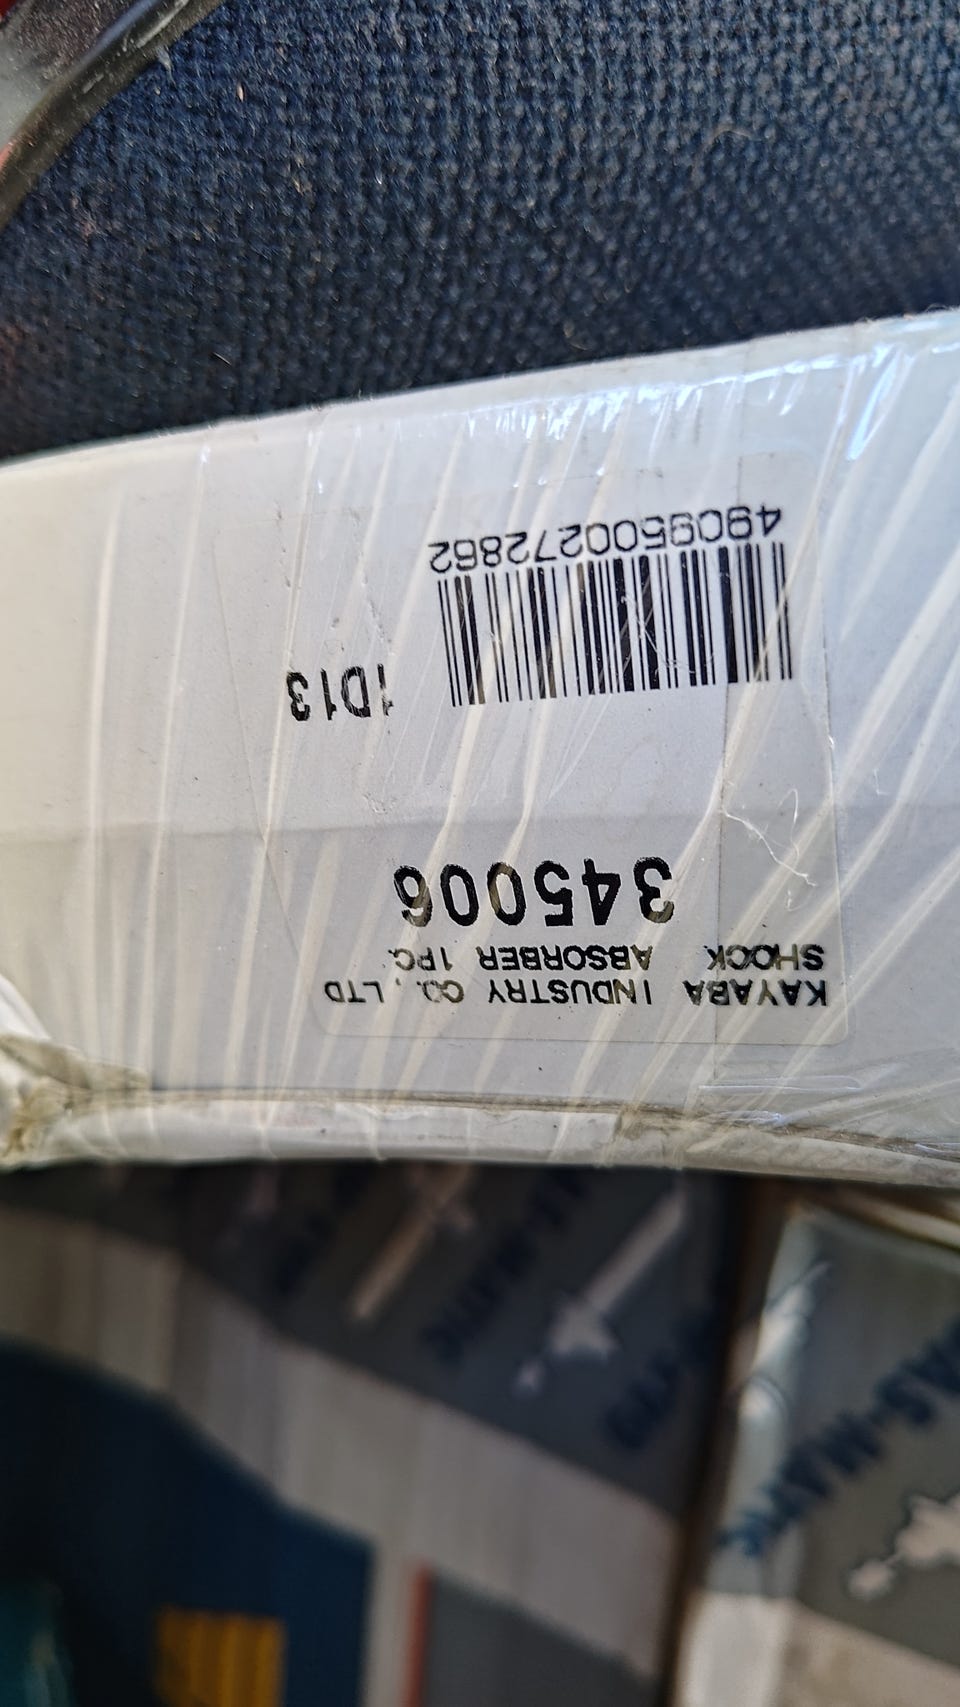 KAYABA INDUSTRY CO., LTD
SHOCK ABSORBER 1PC.
345006
1D13
4909500272862